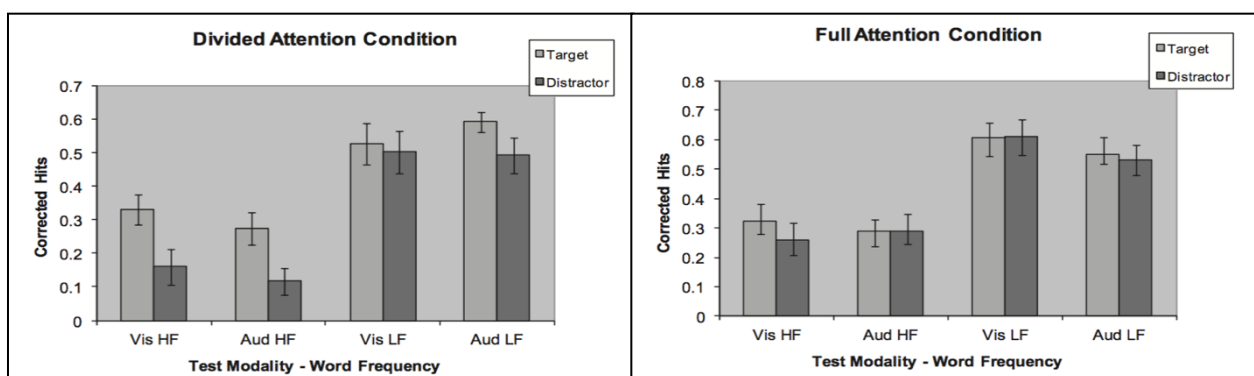 Divided Attention Condition
Target
Distractor
Corrected Hits
0.7
0.6
0.5
0.4
0.3
0.2
0.1
0
Vis HF Aud HF Vis LF Aud LF
Test Modality - Word Frequency
Full Attention Condition
Target
Distractor
Corrected Hits
0.8
0.7
0.6
0.5
0.4
0.3
0.2
0.1
0
Vis HF Aud HF Vis LF Aud LF
Test Modality - Word Frequency